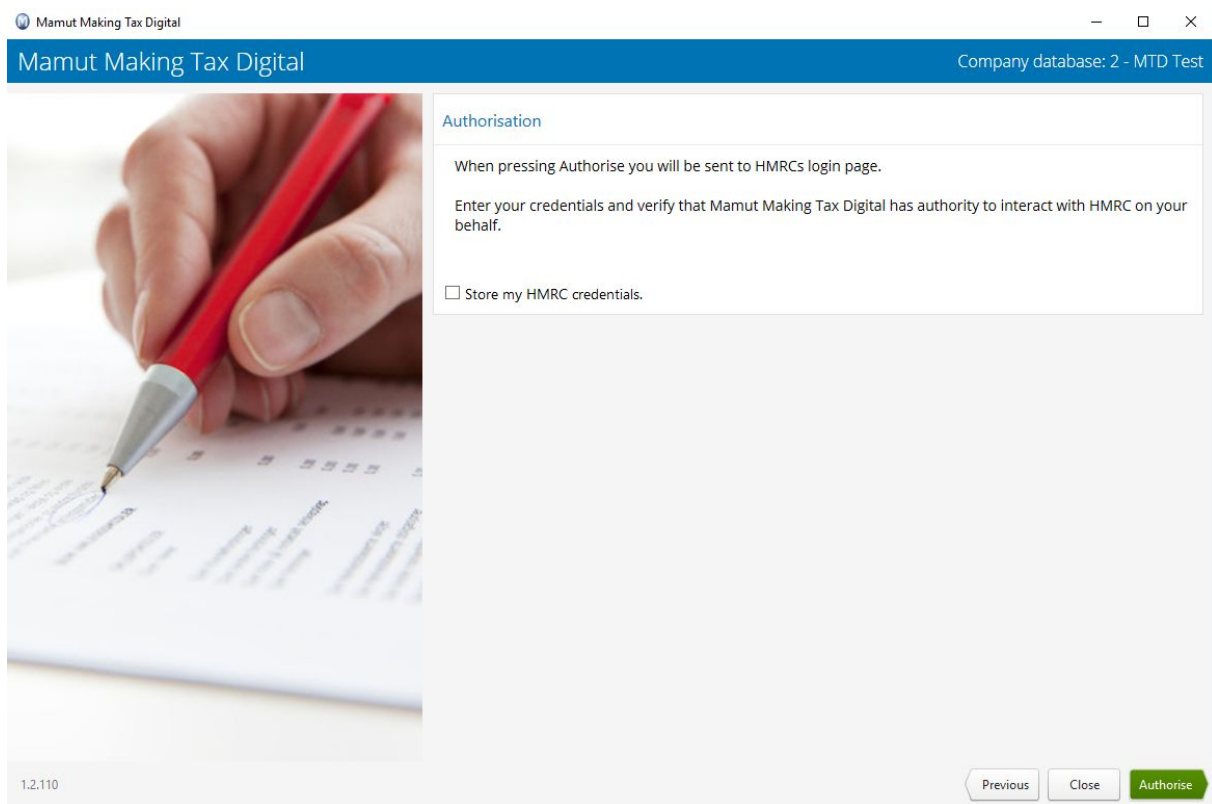 Mamut Making Tax Digital
Mamut Making Tax Digital
Company database: 2 - MTD Test
Authorisation
When pressing Authorise you will be sent to HMRCs login page.
Enter your credentials and verify that Mamut Making Tax Digital has authority to interact with HMRC on your
behalf.
Store my HMRC credentials.
1.2.110
Previous
Close
Authorise